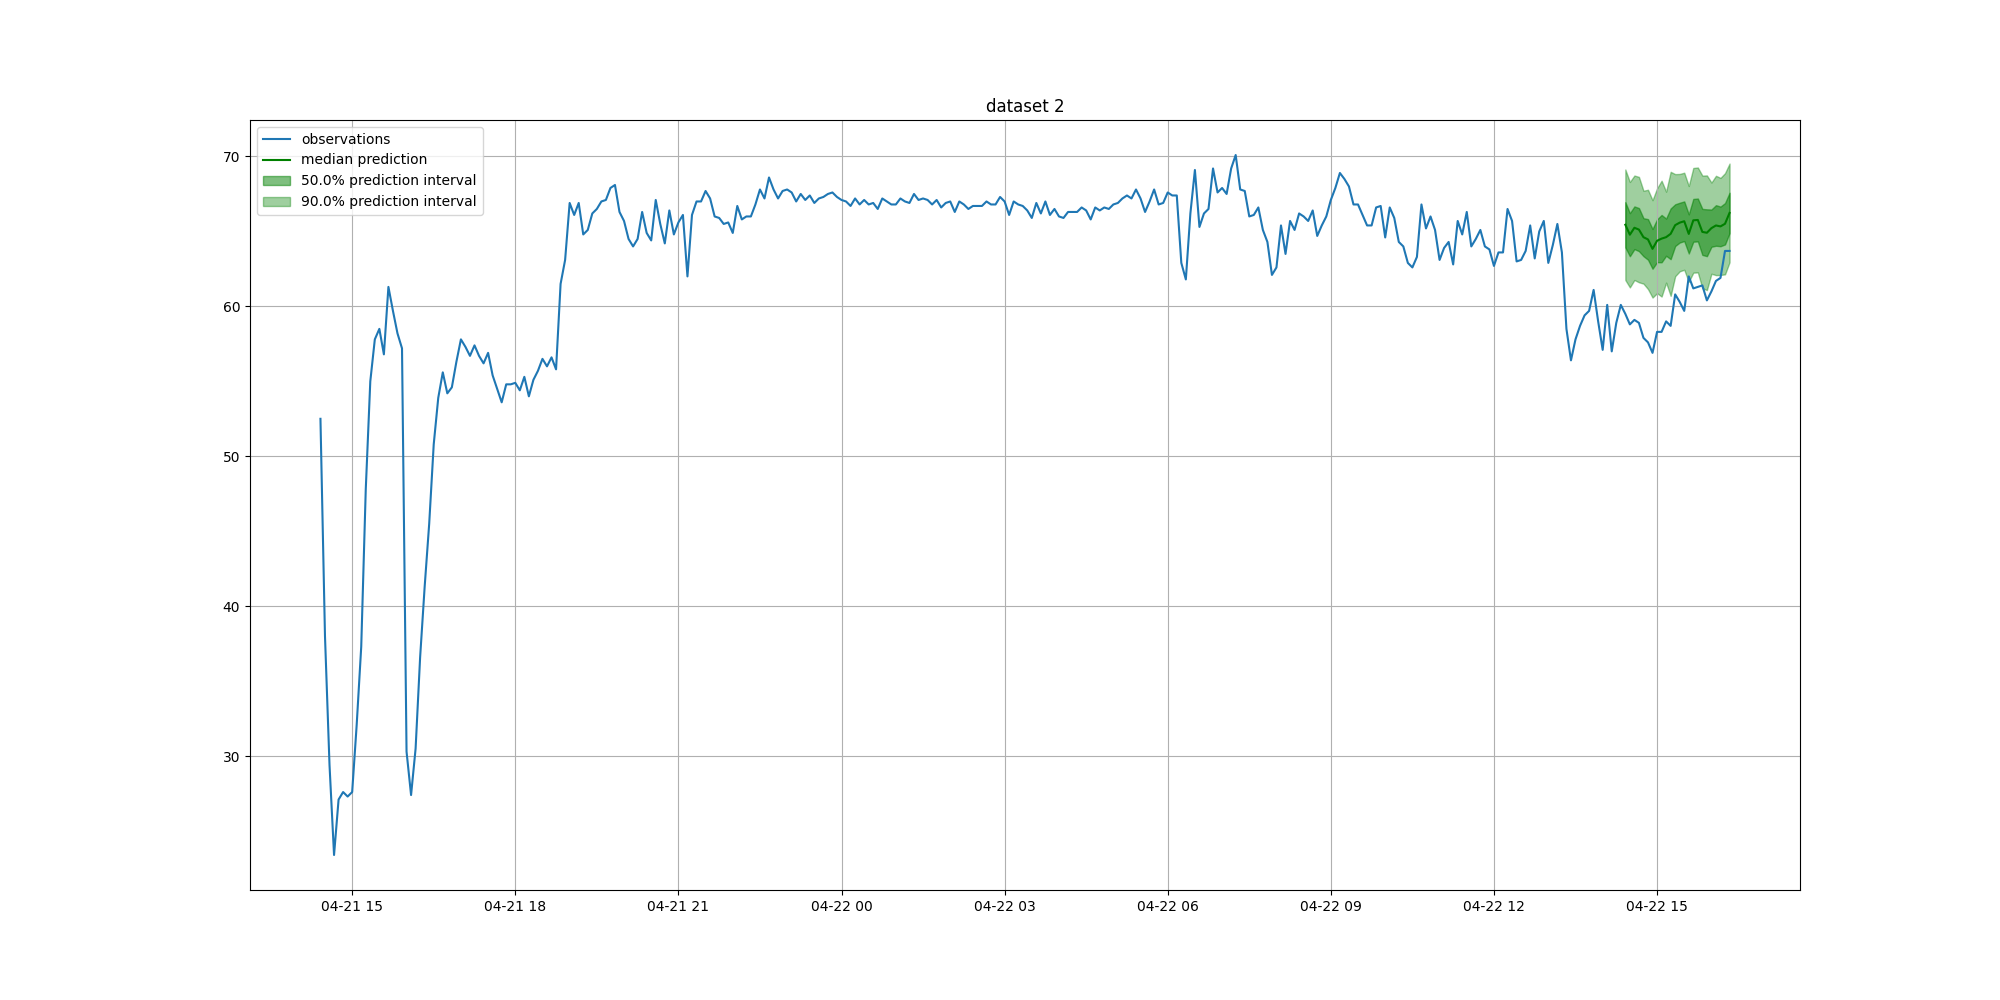 dataset 2
observations
median prediction
50.0% prediction interval
90.0% prediction interval
70
60
50
40
30
04-21 15
04-21 18
04-21 21
04-22 00
04-22 03
04-22 06
04-22 09
04-22 12
04-22 15